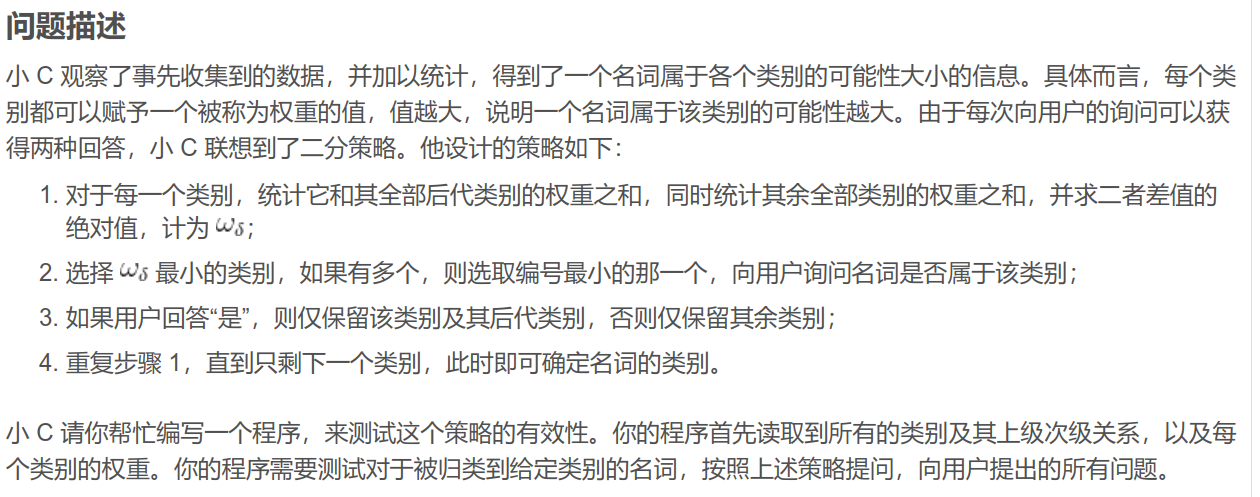 问题描述
小 C 观察了事先收集到的数据，并加以统计，得到了一个名词属于各个类别的可能性大小的信息。具体而言，每个类
别都可以赋予一个被称为权重的值，值越大，说明一个名词属于该类别的可能性越大。由于每次向用户的询问可以获
得两种回答，小 C 联想到了二分策略。他设计的策略如下：
1. 对于每一个类别，统计它和其全部后代类别的权重之和，同时统计其余全部类别的权重之和，并求二者差值的
绝对值，计为 ω_δ；
2. 选择 ω_δ 最小的类别，如果有多个，则选取编号最小的那一个，向用户询问名词是否属于该类别；
3. 如果用户回答“是”，则仅保留该类别及其后代类别，否则仅保留其余类别；
4. 重复步骤 1，直到只剩下一个类别，此时即可确定名词的类别。
小 C 请你帮忙编写一个程序，来测试这个策略的有效性。你的程序首先读取到所有的类别及其上级次级关系，以及每
个类别的权重。你的程序需要测试对于被归类到给定类别的名词，按照上述策略提问，向用户提出的所有问题。